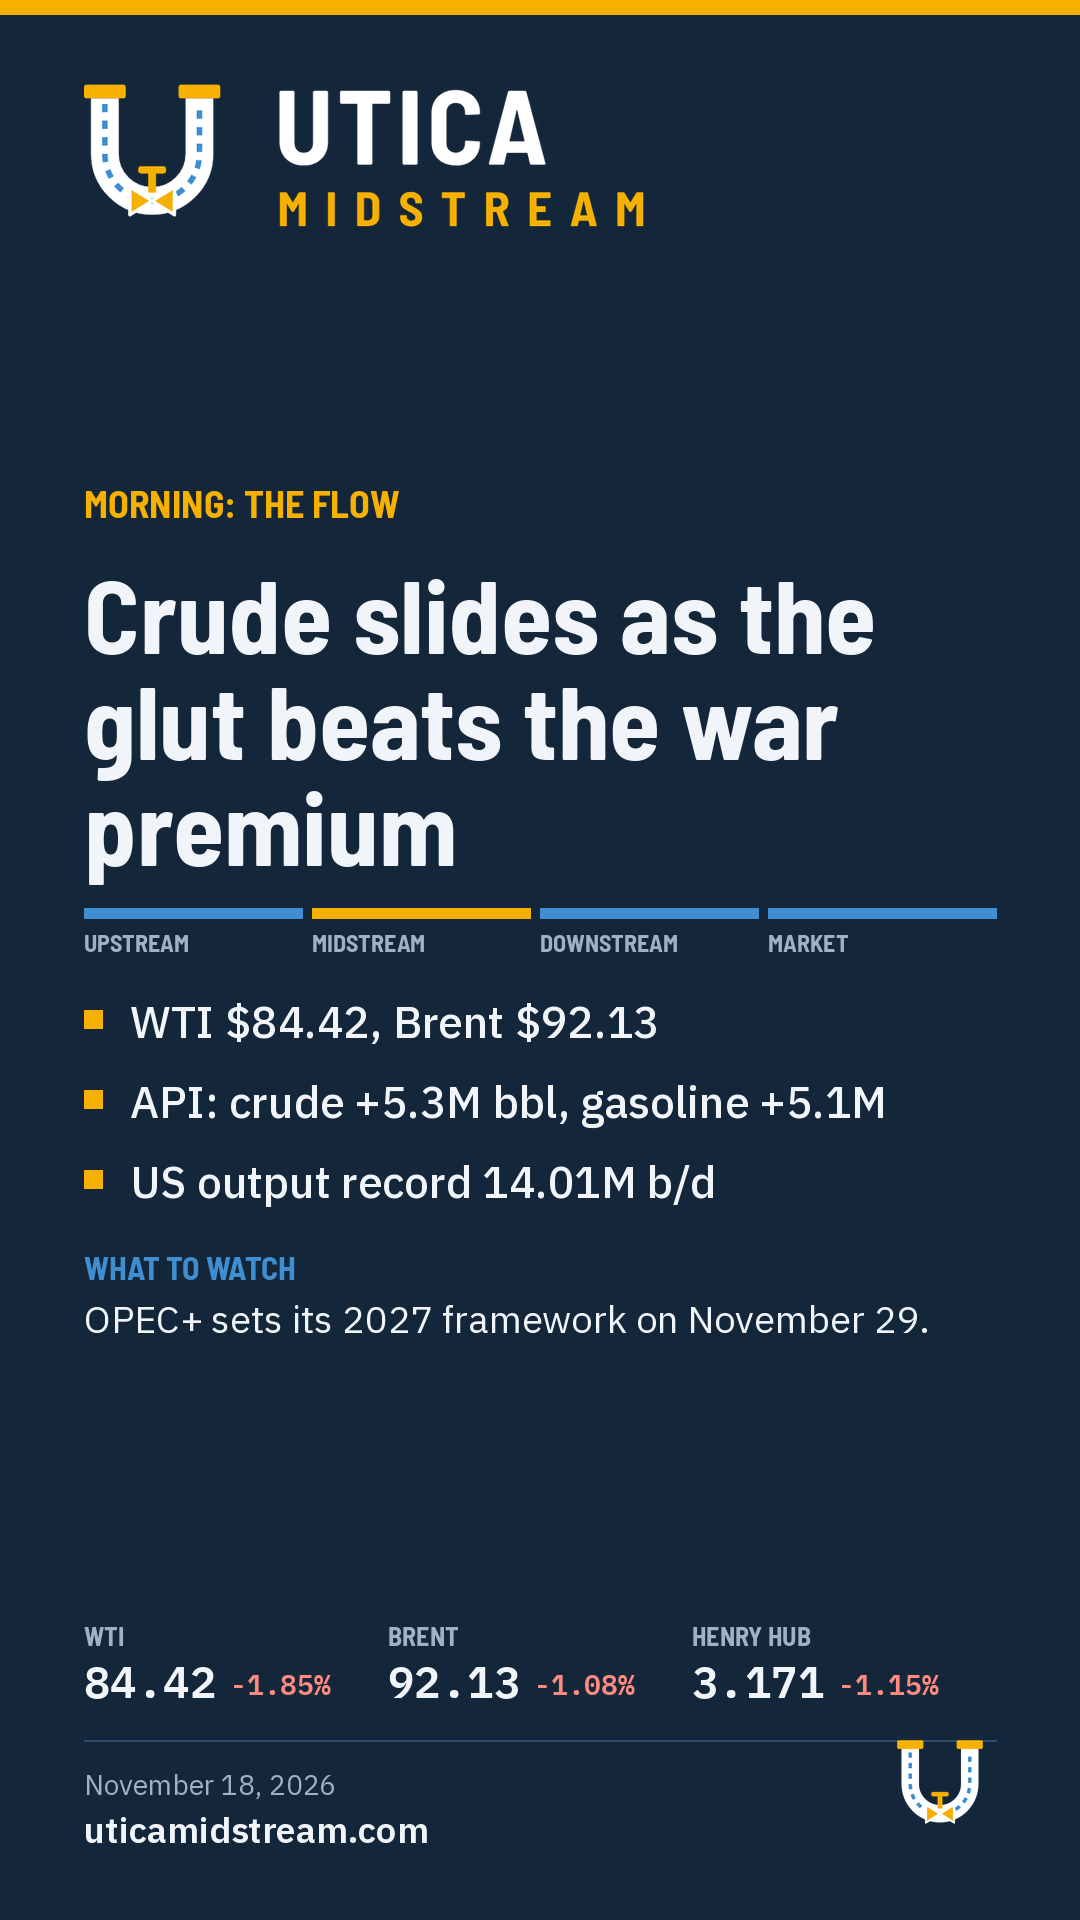 UTICA
MIDSTREAM
MORNING: THE FLOW
Crude slides as the
glut beats the war
premium
UPSTREAM MIDSTREAM DOWNSTREAM MARKET
WTI $84.42, Brent $92.13
API: crude +5.3M bbl, gasoline +5.1M
US output record 14.01M b/d
WHAT TO WATCH
OPEC+ sets its 2027 framework on November 29.
WTI BRENT HENRY HUB
84.42 -1.85% 92.13 -1.08% 3.171 -1.15%
November 18, 2026
uticamidstream.com